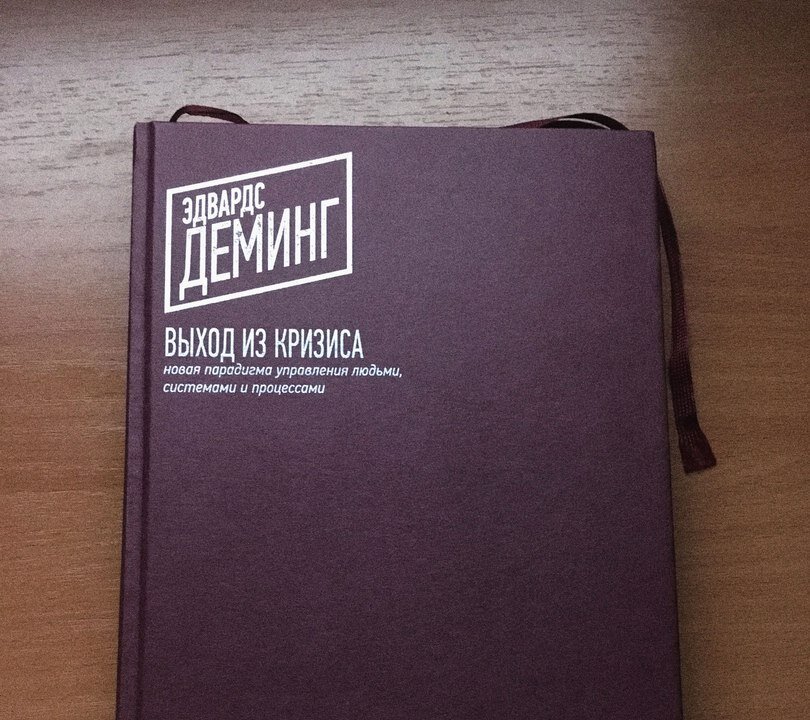 ЭДВАРДС
ДЕМИНГ
ВЫХОД ИЗ КРИЗИСА
новая парадигма управления людьми,
системами и процессами